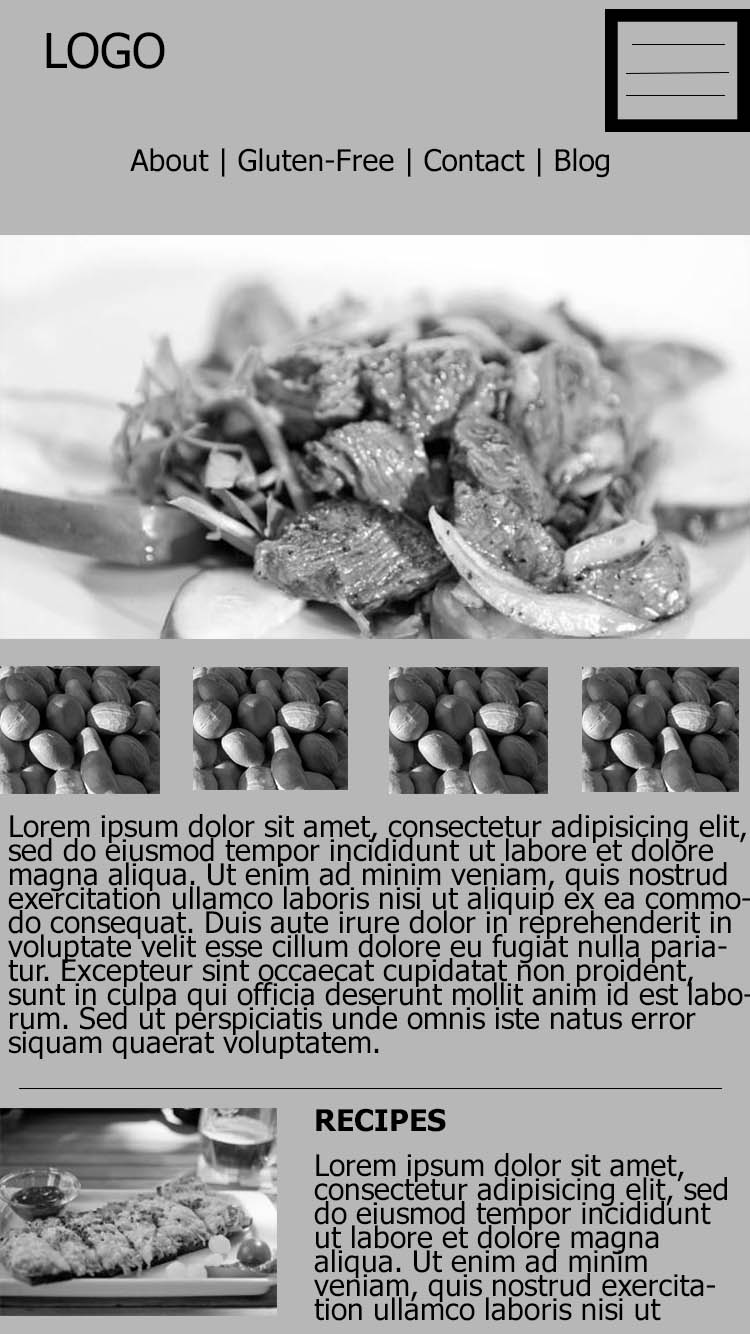 LOGO
About | Gluten-Free | Contact | Blog
Lorem ipsum dolor sit amet, consectetur adipisicing elit,
sed do eiusmod tempor incididunt ut labore et dolore
magna aliqua. Ut enim ad minim veniam, quis nostrud
exercitation ullamco laboris nisi ut aliquip ex ea commo-
do consequat. Duis aute irure dolor in reprehenderit in
voluptate velit esse cillum dolore eu fugiat nulla paria-
tur. Excepteur sint occaecat cupidatat non proident,
sunt in culpa qui officia deserunt mollit anim id est labo-
rum. Sed ut perspiciatis unde omnis iste natus error
siquam quaerat voluptatem.
RECIPES
Lorem ipsum dolor sit amet,
consectetur adipisicing elit, sed
do eiusmod tempor incididunt
ut labore et dolore magna
aliqua. Ut enim ad minim
veniam, quis nostrud exercita-
tion ullamco laboris nisi ut